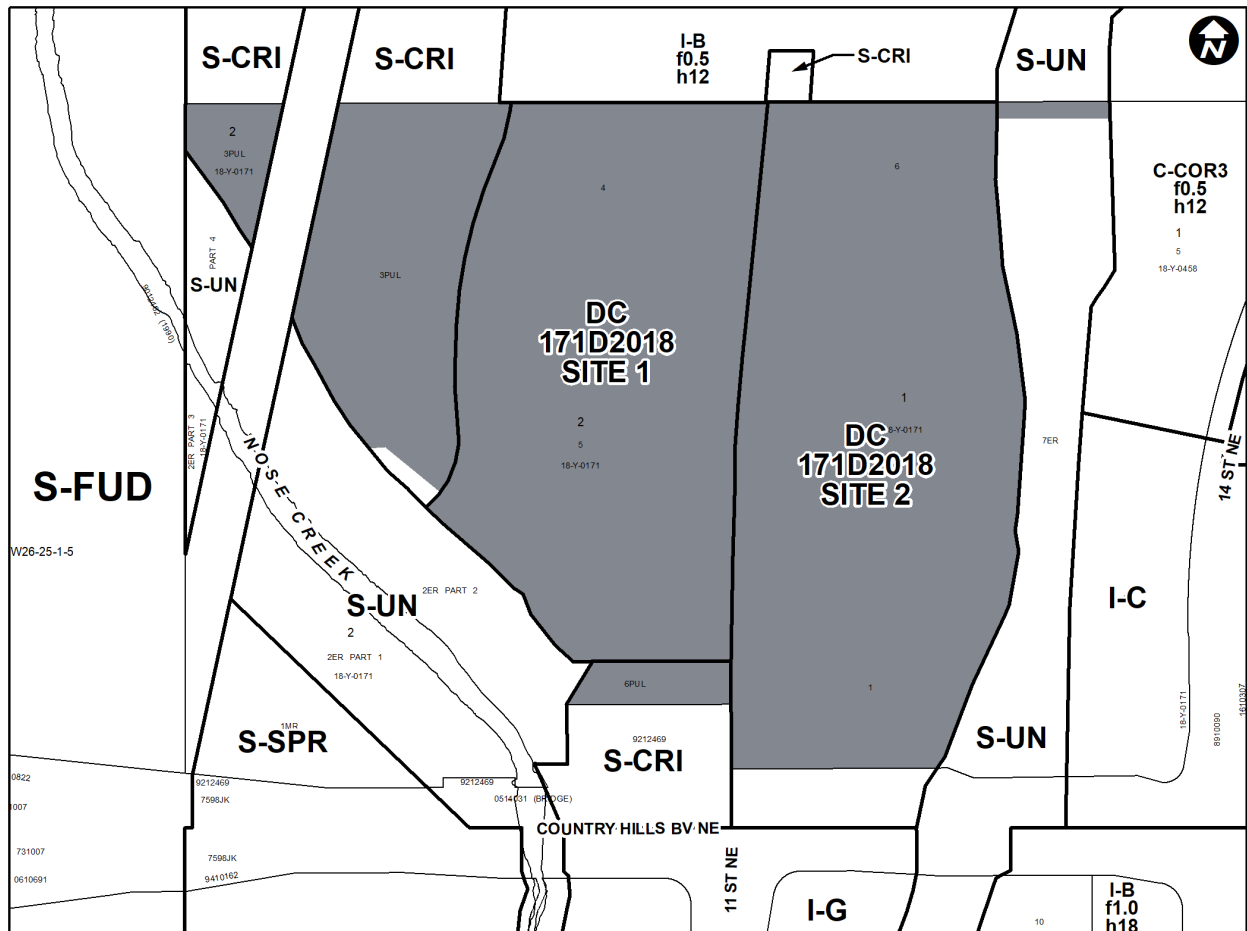 S-CRI
S-CRI
I-B
f0.5
h12
S-CRI
S-UN
N
2
3PUL
18-Y-0171
4
6
C-COR3
f0.5
h12
1
5
18-Y-0458
PART 4
S-UN
3PUL
9012462 (1990)
DC
171D2018
SITE 1
2
5
18-Y-0171
1
DC
171D2018
SITE 2
7ER
14 ST NE
2ER PART 3
18-Y-0171
NOSE CREEK
S-FUD
W26-25-1-5
2ER PART 2
S-UN
2
2ER PART 1
18-Y-0171
I-C
6PUL
1
18-Y-0171
8910090
1610307
1MR
S-SPR
9212469
S-CRI
S-UN
0822
9212469
9212469
7598JK
1007
COUNTRY HILLS BV NE
731007
7598JK
0610691
9410162
11 ST NE
I-G
10
I-B
f1.0
h18